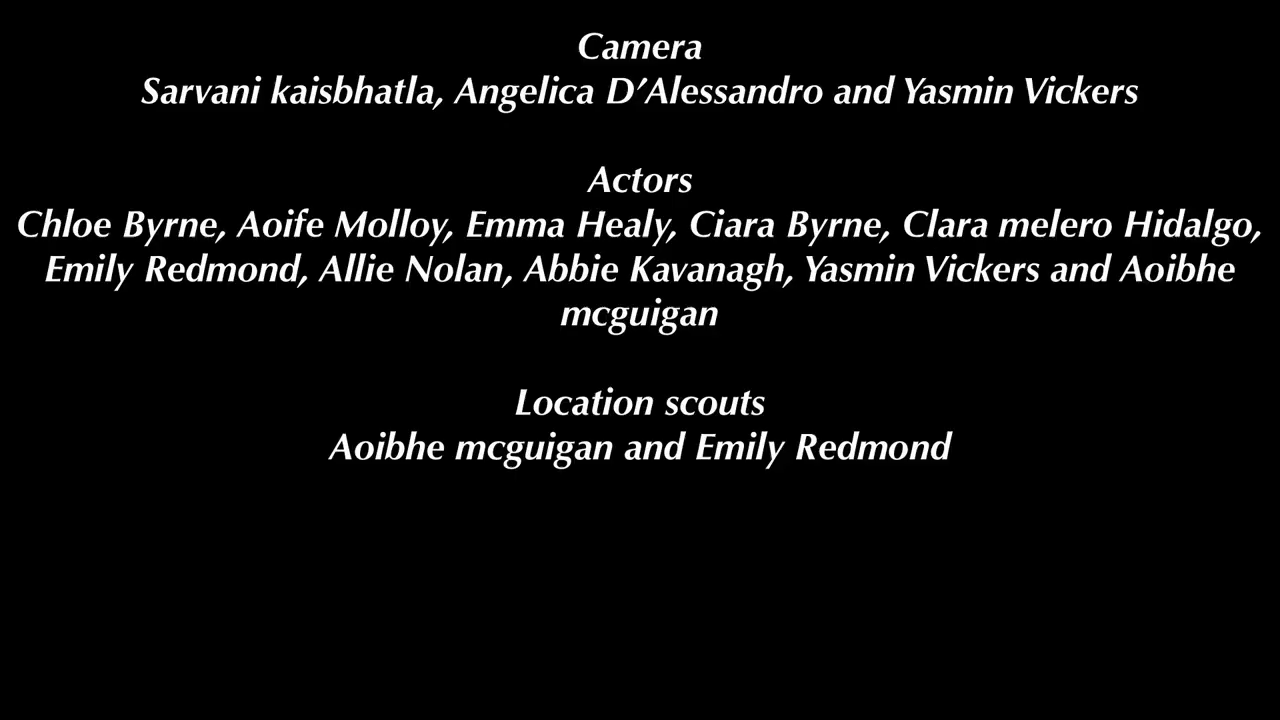 Camera
Sarvani kaisbhatla, Angelica D’Alessandro and Yasmin Vickers
Actors
Chloe Byrne, Aoife Molloy, Emma Healy, Ciara Byrne, Clara melero Hidalgo,
Emily Redmond, Allie Nolan, Abbie Kavanagh, Yasmin Vickers and Aoibhe
mcguigan
Location scouts
Aoibhe mcguigan and Emily Redmond